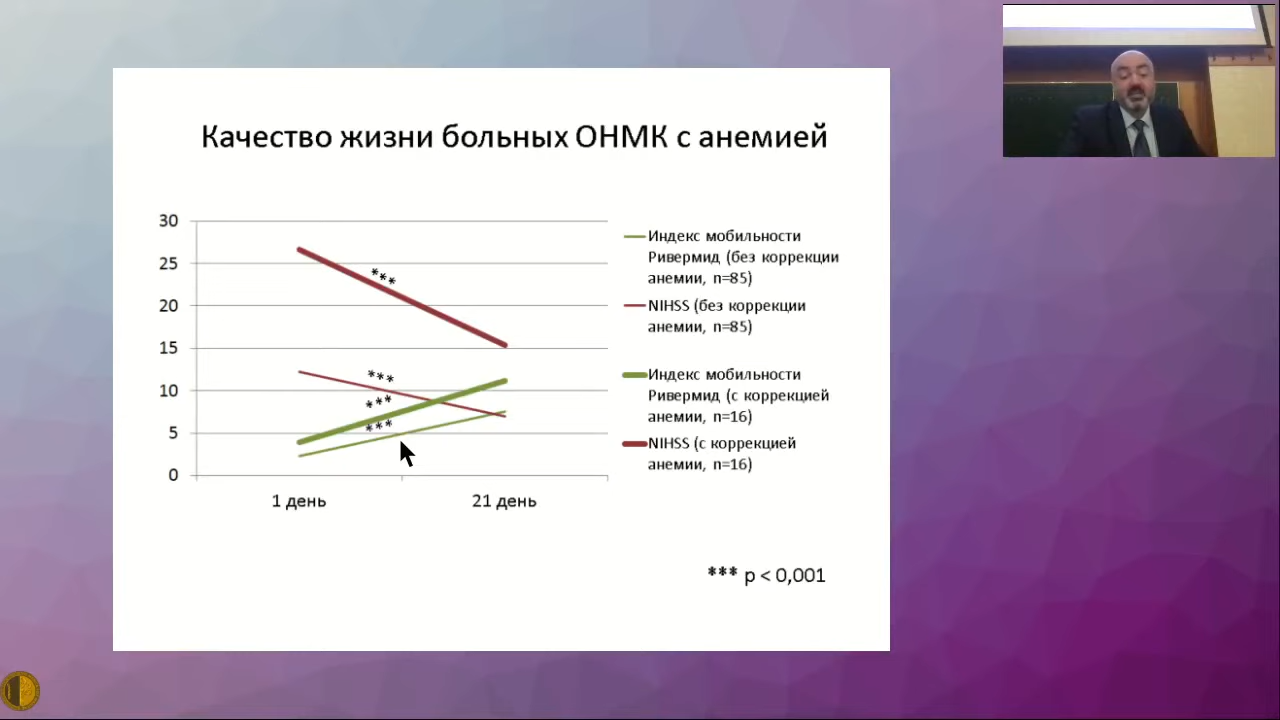 Качество жизни больных ОНМК с анемией
30
25
20
15
10
5
0
***
***
***
***
1 день
21 день
Индекс мобильности
Ривермид (без коррекции
анемии, n=85)
NIHSS (без коррекции
анемии, n=85)
Индекс мобильности
Ривермид (с коррекцией
анемии, n=16)
NIHSS (с коррекцией
анемии, n=16)
*** p < 0,001